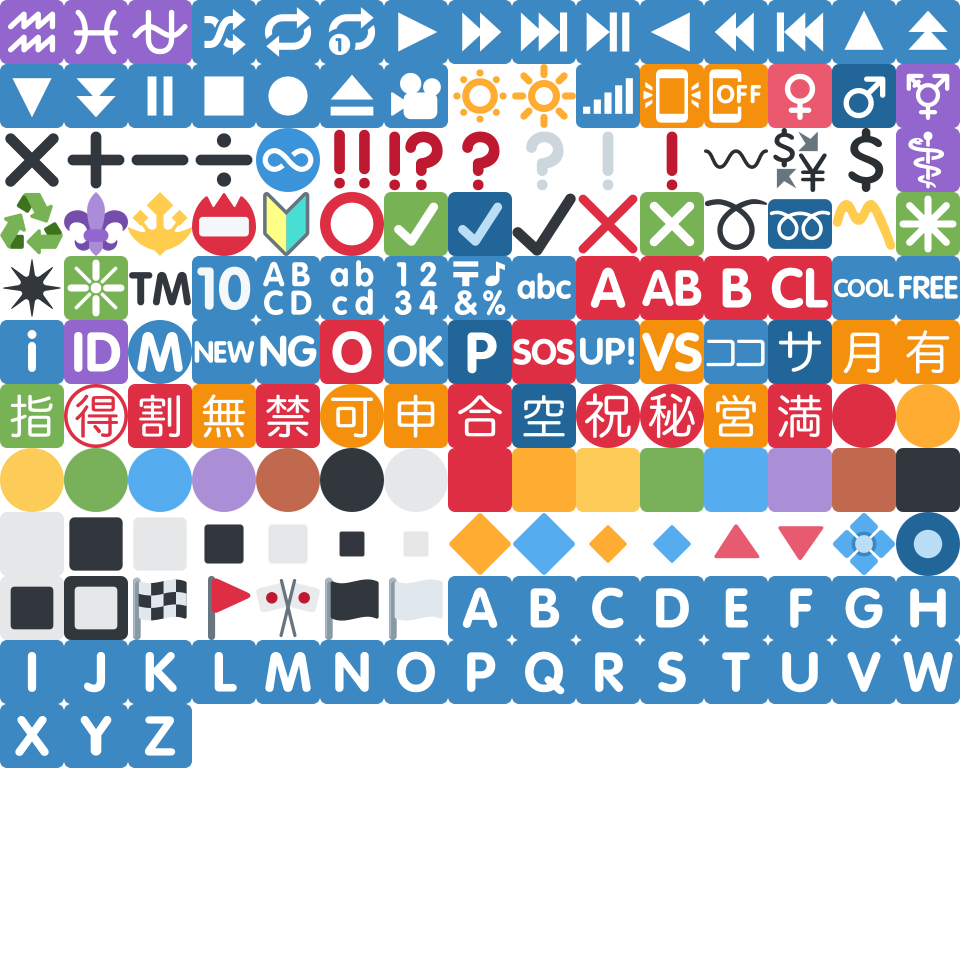 1
OFF
‼ ⁉ ? ? ! ! $ ¥ $
TM 10 AB CD ab cd 12 34 〒♪&% abc A AB B CL COOL FREE
i ID M NEW NG O OK P SOS UP! VS ココ サ 月 有
指 得 割 無 禁 可 申 合 空 祝 秘 営 満
A B C D E F G H
I J K L M N O P Q R S T U V W
X Y Z